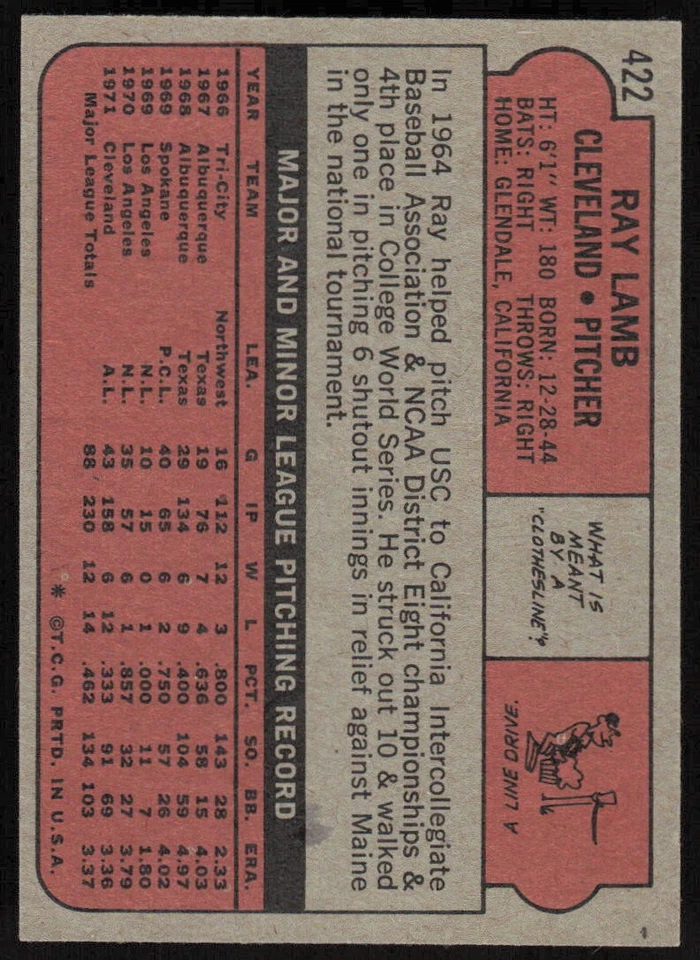 422
RAY LAMB
CLEVELAND • PITCHER
HT: 6'1" WT: 180 BORN: 12-28-44
BATS: RIGHT THROWS: RIGHT
HOME: GLENDALE, CALIFORNIA
WHAT IS
MEANT
BY A
"CLOTHESLINE"?
A LINE DRIVE.
In 1964 Ray helped pitch USC to California Intercollegiate
Baseball Association & NCAA District Eight championships &
4th place in College World Series. He struck out 10 & walked
only one in pitching 6 shutout innings in relief against Maine
in the national tournament.
MAJOR AND MINOR LEAGUE PITCHING RECORD
YEAR TEAM LEA. G IP W L PCT. SO. BB. ERA.
1966 Tri-City Northwest 16 112 12 3 .800 143 28 2.33
1967 Albuquerque Texas 19 76 7 4 .636 58 15 4.03
1968 Albuquerque Texas 29 134 6 9 .400 104 59 4.97
1969 Spokane P.C.L. 40 65 6 2 .750 57 26 4.02
1969 Los Angeles N.L. 10 15 0 1 .000 11 7 1.80
1970 Los Angeles N.L. 35 57 6 1 .857 32 27 3.79
1971 Cleveland A.L. 43 158 6 12 .333 91 69 3.36
Major League Totals 88 230 12 14 .462 134 103 3.37
* ©T.C.G. PRTD. IN U.S.A.